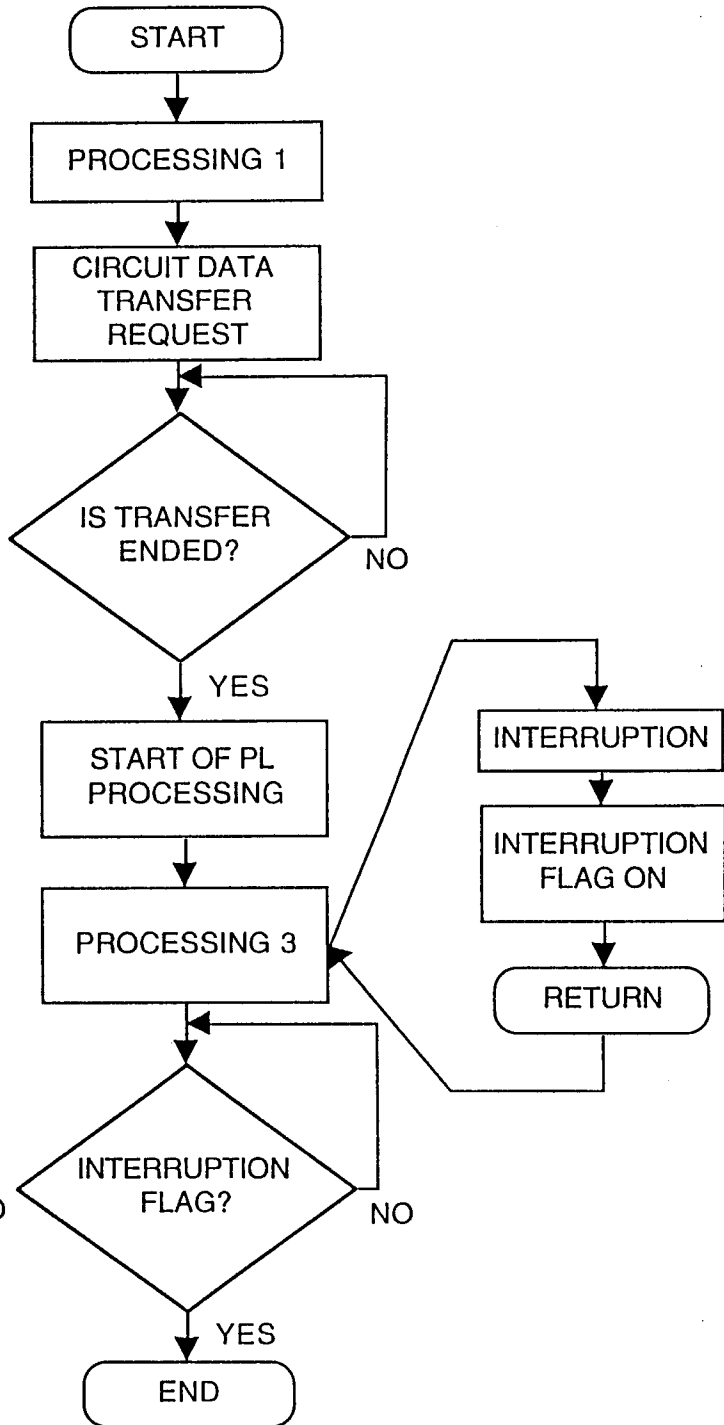 START
PROCESSING 1
CIRCUIT DATA
TRANSFER
REQUEST
IS TRANSFER
ENDED?
NO
YES
START OF PL
PROCESSING
PROCESSING 3
INTERRUPTION
INTERRUPTION
FLAG ON
RETURN
INTERRUPTION
FLAG?
NO
YES
END